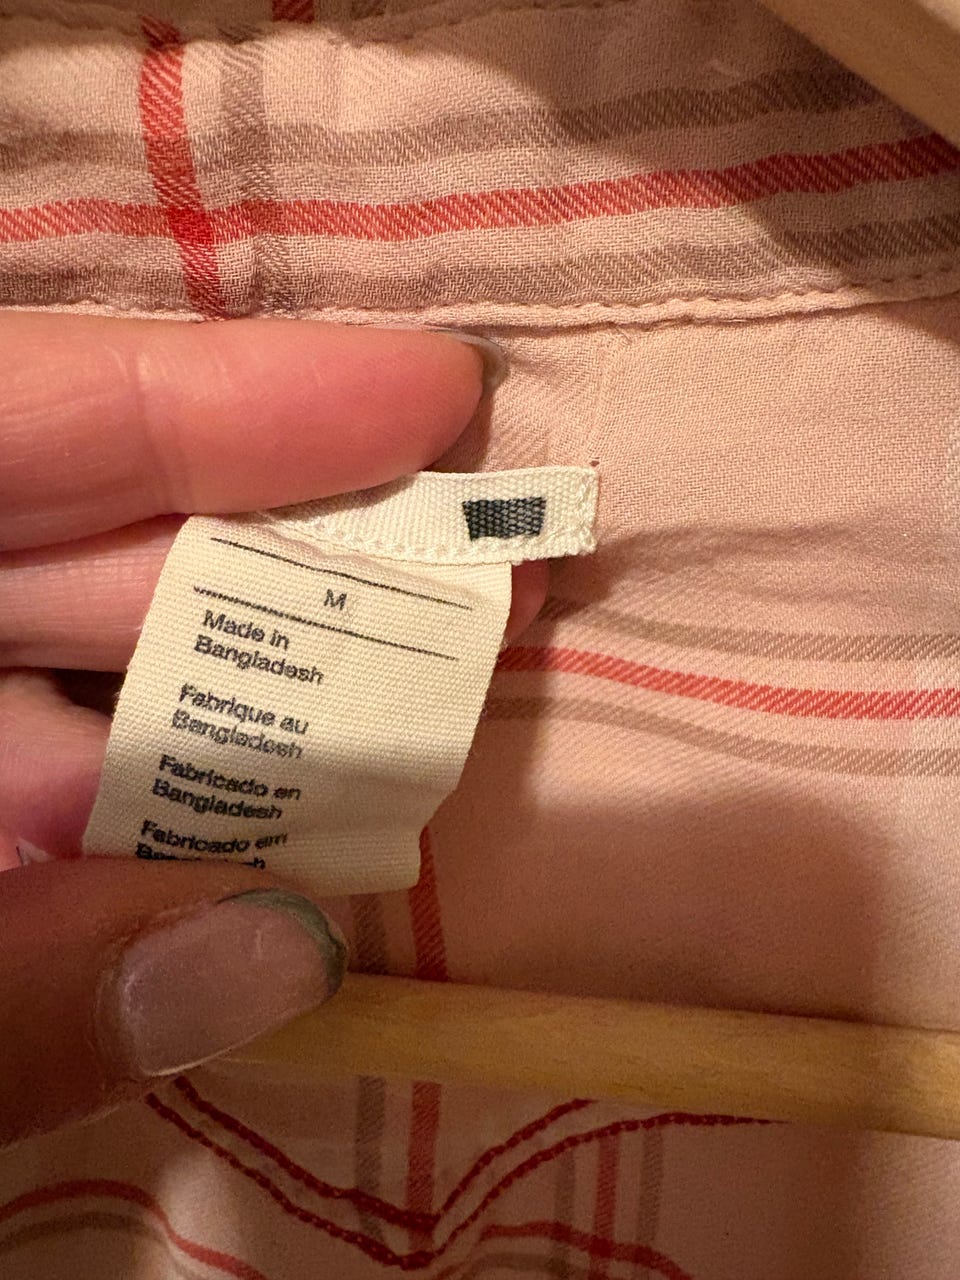 M
Made in
Bangladesh
Fabrique au
Bangladesh
Fabricado en
Bangladesh
Fabricado em